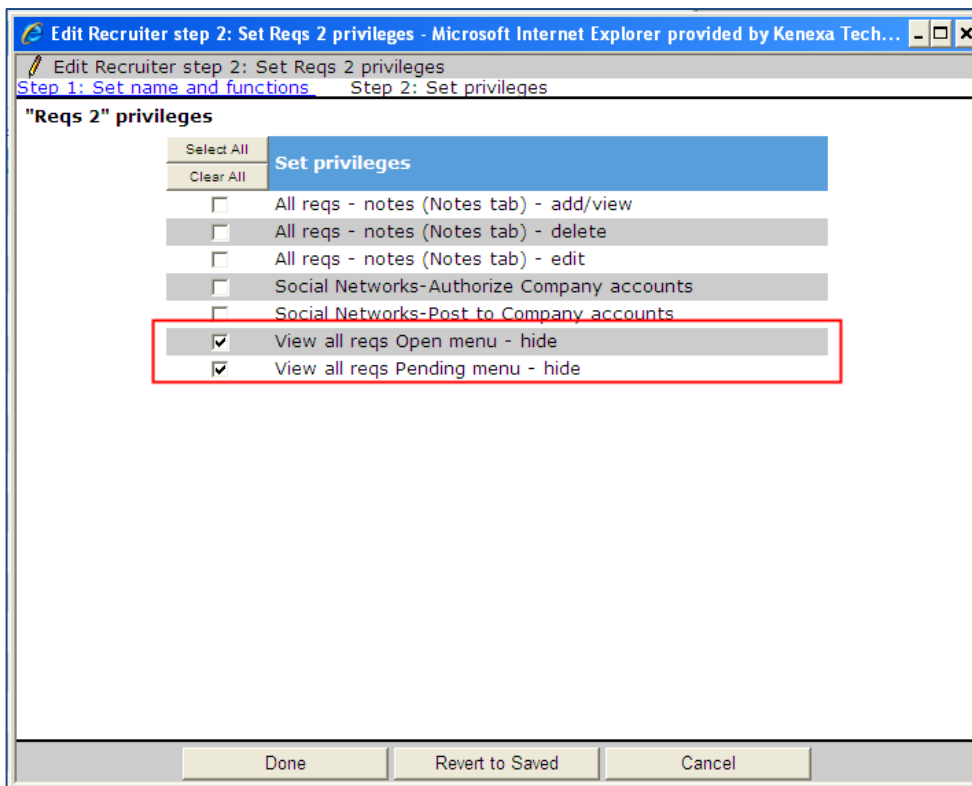 Edit Recruiter step 2: Set Reqs 2 privileges - Microsoft Internet Explorer provided by Kenexa Tech...
Edit Recruiter step 2: Set Reqs 2 privileges
Step 1: Set name and functions Step 2: Set privileges
"Reqs 2" privileges
Select All
Set privileges
Clear All
All reqs - notes (Notes tab) - add/view
All reqs - notes (Notes tab) - delete
All reqs - notes (Notes tab) - edit
Social Networks-Authorize Company accounts
Social Networks-Post to Company accounts
View all reqs Open menu - hide
View all reqs Pending menu - hide
Done Revert to Saved Cancel